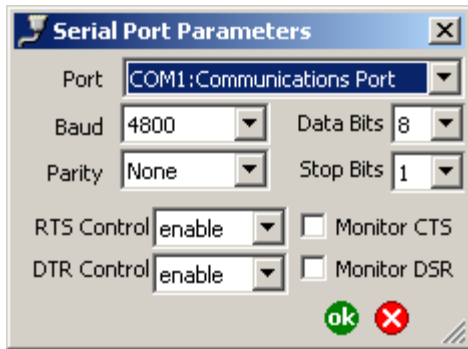 Serial Port Parameters
Port COM1:Communications Port
Baud 4800 Data Bits 8
Parity None Stop Bits 1
RTS Control enable Monitor CTS
DTR Control enable Monitor DSR
ok